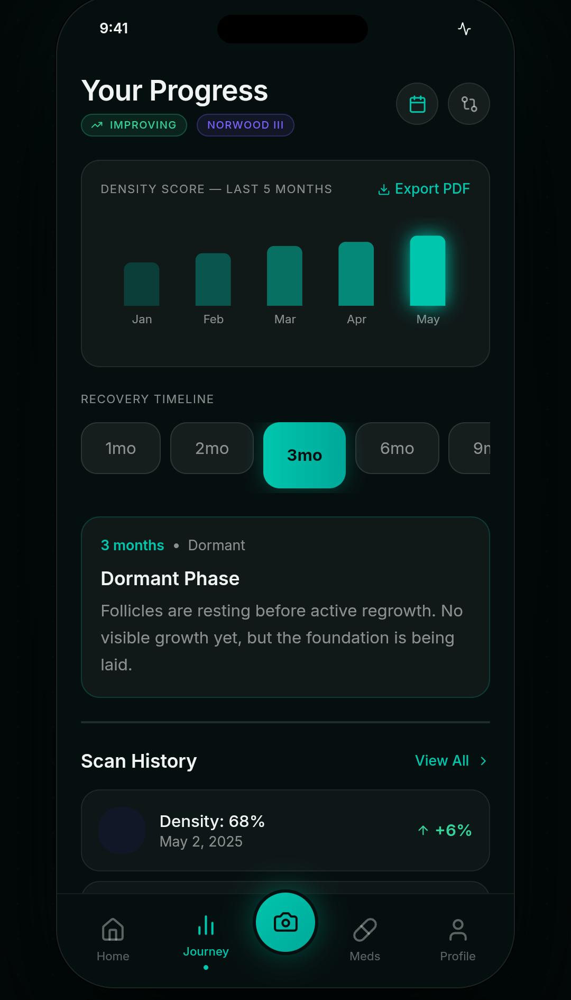 9:41
Your Progress
IMPROVING
NORWOOD III
DENSITY SCORE — LAST 5 MONTHS
Export PDF
Jan
Feb
Mar
Apr
May
RECOVERY TIMELINE
1mo
2mo
3mo
6mo
3 months • Dormant
Dormant Phase
Follicles are resting before active regrowth. No
visible growth yet, but the foundation is being
laid.
Scan History
View All
Density: 68%
May 2, 2025
+6%
Home
Journey
Meds
Profile